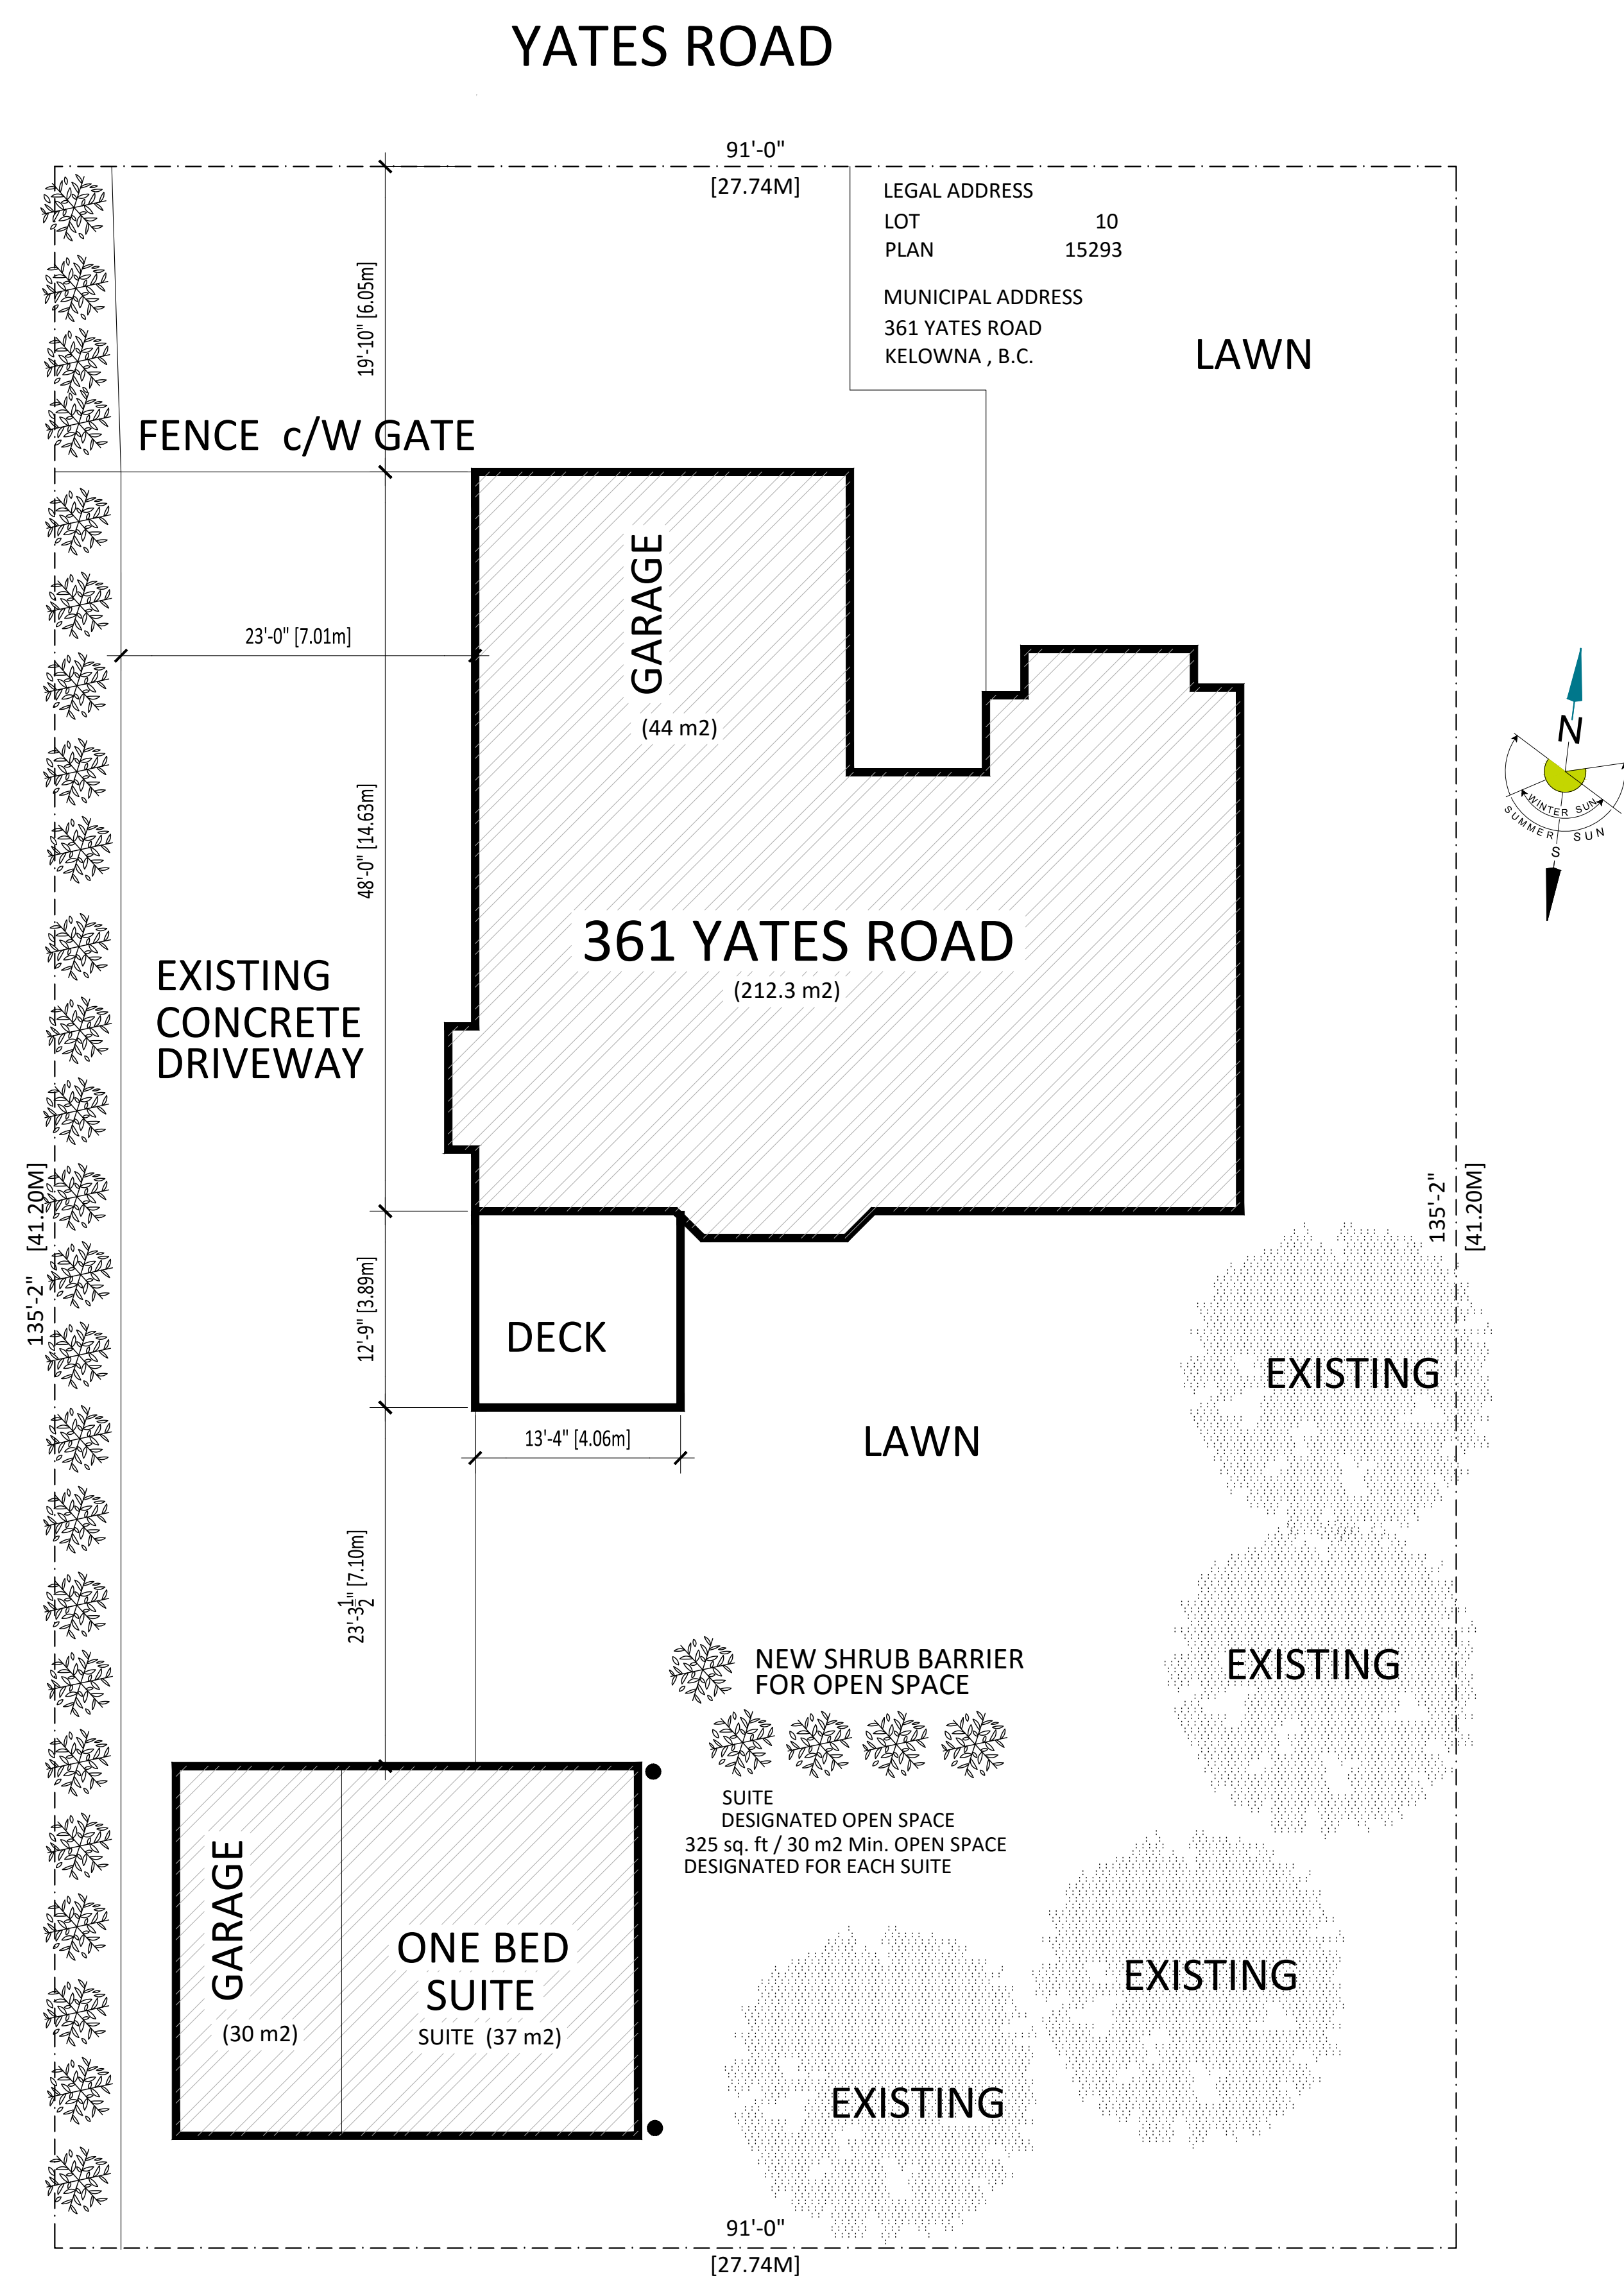 YATES ROAD
91'-0"
[27.74M]
LEGAL ADDRESS
LOT 10
PLAN 15293
MUNICIPAL ADDRESS
361 YATES ROAD
KELOWNA , B.C.
LAWN
19'-10" [6.05m]
FENCE c/W GATE
GARAGE
(44 m2)
23'-0" [7.01m]
N
WINTER SUN
SUMMER SUN
S
48'-0" [14.63m]
361 YATES ROAD
(212.3 m2)
EXISTING
CONCRETE
DRIVEWAY
135'-2" [41.20M]
135'-2"
[41.20M]
12'-9" [3.89m]
DECK
13'-4" [4.06m]
LAWN
EXISTING
23'-3 1/2" [7.10m]
NEW SHRUB BARRIER
FOR OPEN SPACE
EXISTING
SUITE
DESIGNATED OPEN SPACE
325 sq. ft / 30 m2 Min. OPEN SPACE
DESIGNATED FOR EACH SUITE
GARAGE
(30 m2)
ONE BED
SUITE
SUITE (37 m2)
EXISTING
EXISTING
91'-0"
[27.74M]